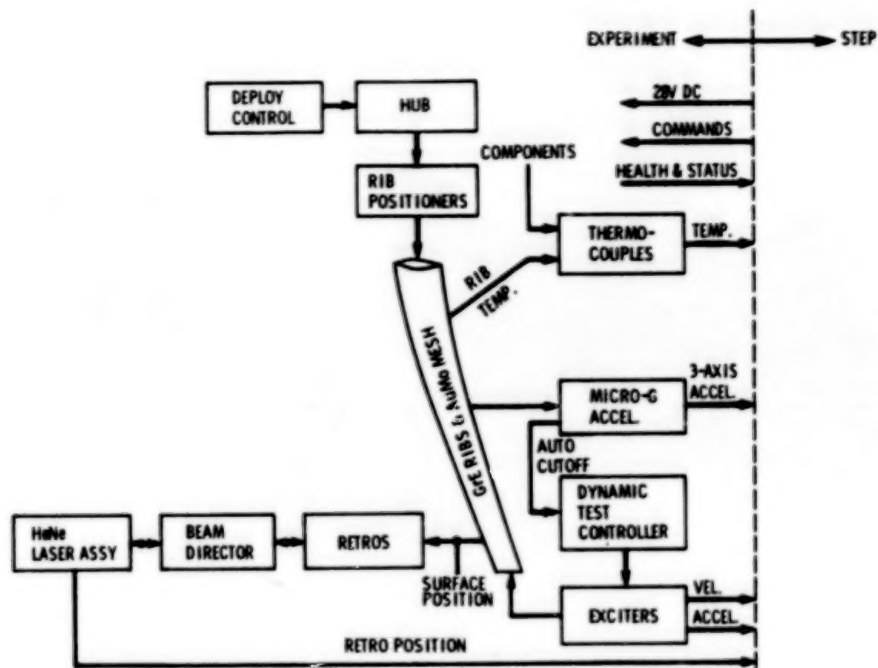 EXPERIMENT
STEP
28V DC
COMMANDS
HEALTH & STATUS
DEPLOY
CONTROL
HUB
COMPONENTS
RIB
POSITIONERS
THERMO-
COUPLES
TEMP.
RIB
TEMP.
GrE RIBS & AuMo MESH
MICRO-G
ACCEL.
3-AXIS
ACCEL.
AUTO
CUTOFF
DYNAMIC
TEST
CONTROLLER
HeNe
LASER ASSY
BEAM
DIRECTOR
RETROS
SURFACE
POSITION
EXCITERS
VEL.
ACCEL.
RETRO POSITION